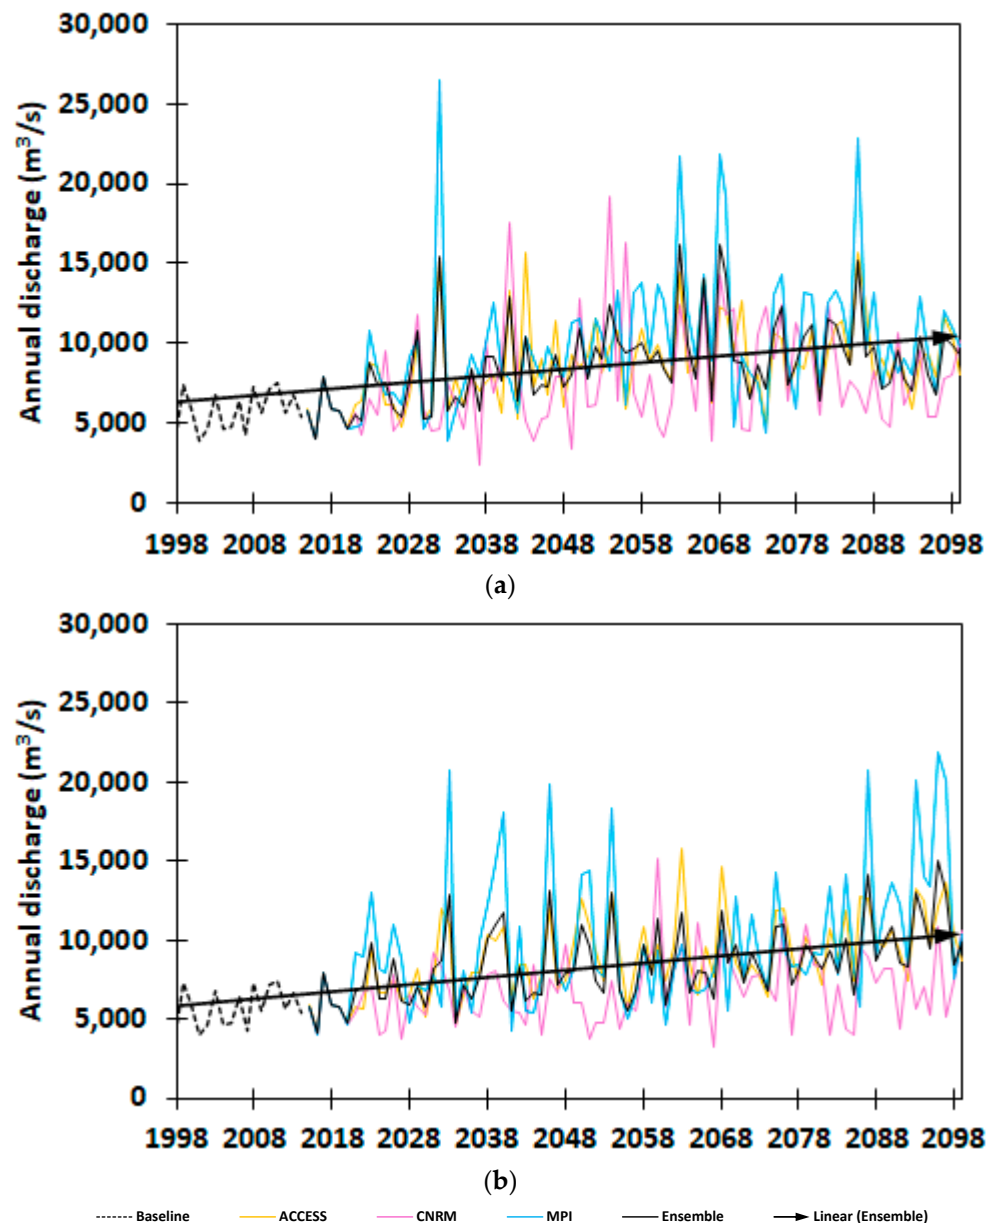 30,000
25,000
20,000
15,000
10,000
5,000
0
Annual discharge (m³/s)
1998 2008 2018 2028 2038 2048 2058 2068 2078 2088 2098
(a)
30,000
25,000
20,000
15,000
10,000
5,000
0
Annual discharge (m³/s)
1998 2008 2018 2028 2038 2048 2058 2068 2078 2088 2098
(b)
Baseline ACCESS CNRM MPI Ensemble Linear (Ensemble)